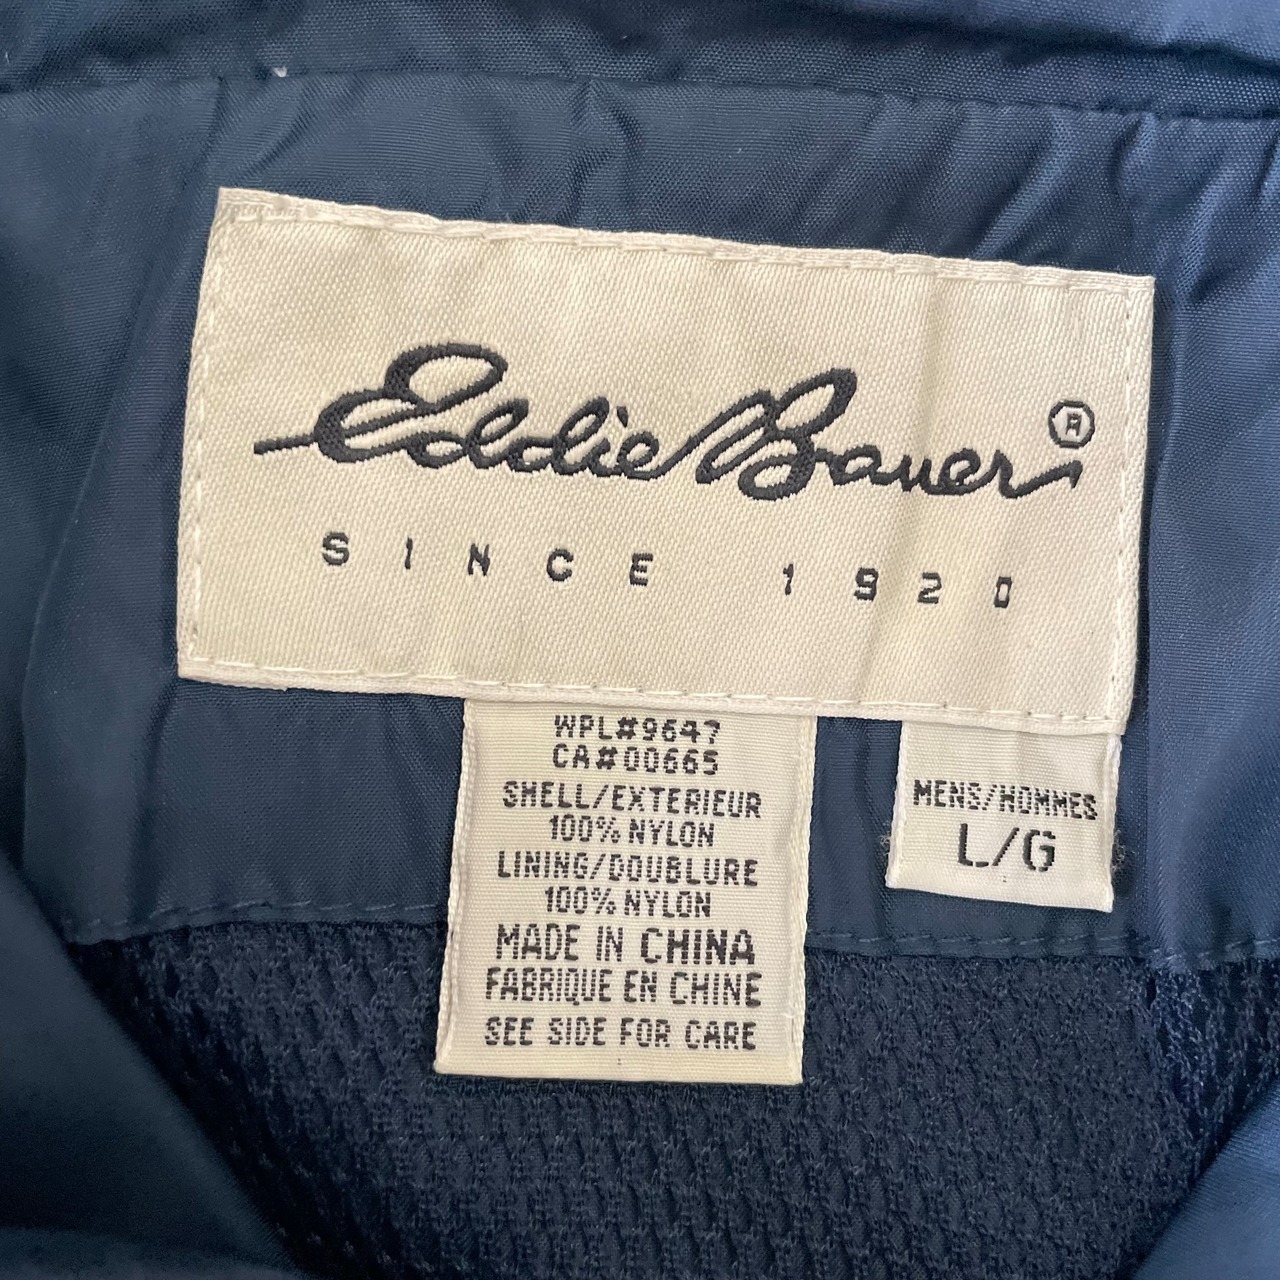 Eddie Bauer ®
SINCE 1920
WPL#9647
CA#00665
SHELL/EXTERIEUR
100% NYLON
LINING/DOUBLURE
100% NYLON
MADE IN CHINA
FABRIQUE EN CHINE
SEE SIDE FOR CARE
MENS/HOMMES
L/G